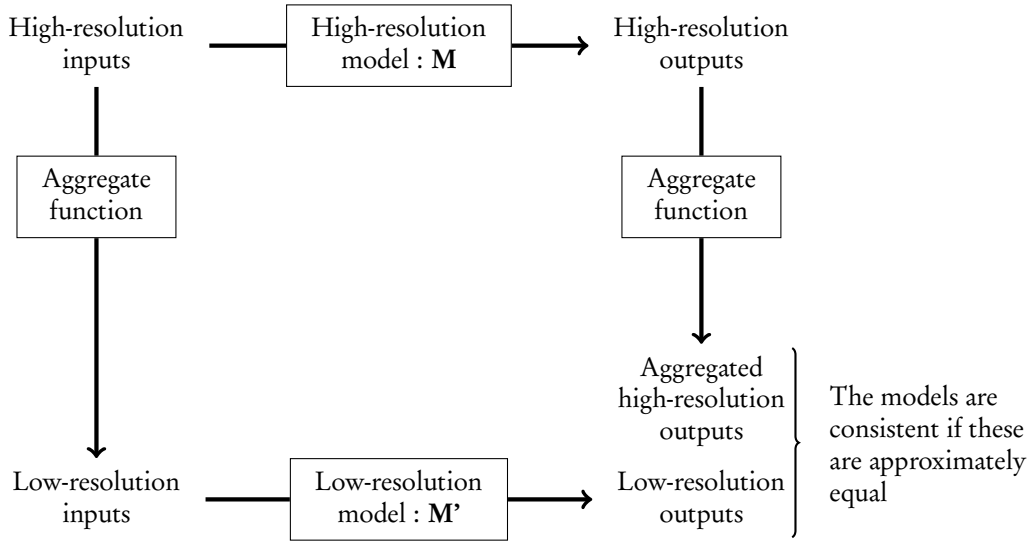 High-resolution
inputs
High-resolution
model : M
High-resolution
outputs
Aggregate
function
Aggregate
function
Aggregated
high-resolution
outputs
The models are
consistent if these
are approximately
equal
Low-resolution
inputs
Low-resolution
model : M’
Low-resolution
outputs